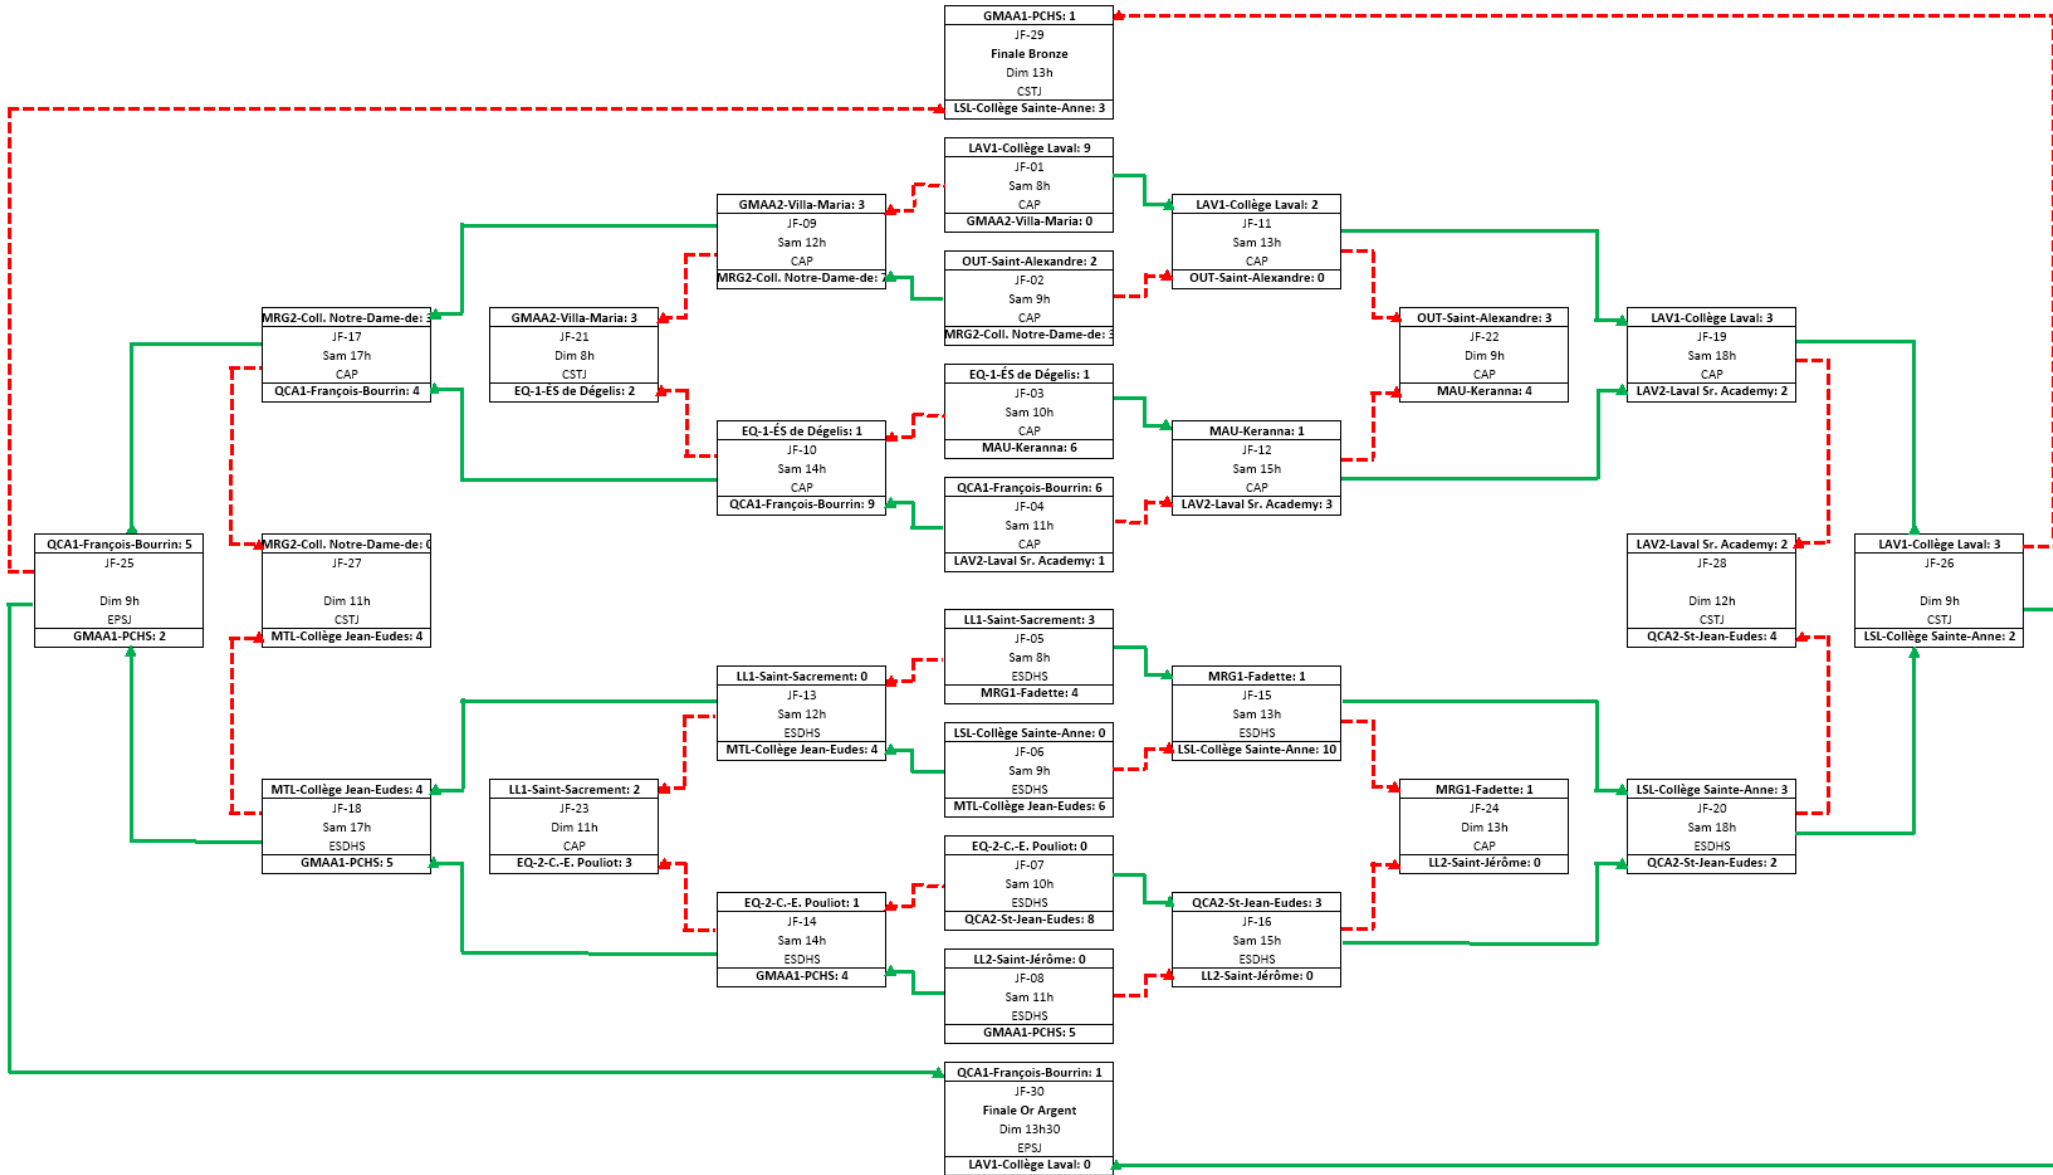 GMAA1-PCHS: 1
JF-29
Finale Bronze
Dim 13h
CSTJ
LSL-Collège Sainte-Anne: 3
LAV1-Collège Laval: 9
JF-01
Sam 8h
CAP
GMAA2-Villa-Maria: 0
GMAA2-Villa-Maria: 3
JF-09
Sam 12h
CAP
MRG2-Coll. Notre-Dame-de: 7
LAV1-Collège Laval: 2
JF-11
Sam 13h
CAP
OUT-Saint-Alexandre: 0
OUT-Saint-Alexandre: 2
JF-02
Sam 9h
CAP
MRG2-Coll. Notre-Dame-de: 3
MRG2-Coll. Notre-Dame-de: 3
JF-17
Sam 17h
CAP
QCA1-François-Bourrin: 4
GMAA2-Villa-Maria: 3
JF-21
Dim 8h
CSTJ
EQ-1-ÉS de Dégelis: 2
OUT-Saint-Alexandre: 3
JF-22
Dim 9h
CAP
MAU-Keranna: 4
LAV1-Collège Laval: 3
JF-19
Sam 18h
CAP
LAV2-Laval Sr. Academy: 2
EQ-1-ÉS de Dégelis: 1
JF-03
Sam 10h
CAP
MAU-Keranna: 6
EQ-1-ÉS de Dégelis: 1
JF-10
Sam 14h
CAP
QCA1-François-Bourrin: 9
MAU-Keranna: 1
JF-12
Sam 15h
CAP
LAV2-Laval Sr. Academy: 3
QCA1-François-Bourrin: 6
JF-04
Sam 11h
CAP
LAV2-Laval Sr. Academy: 1
QCA1-François-Bourrin: 5
JF-25
Dim 9h
EPSJ
GMAA1-PCHS: 2
MRG2-Coll. Notre-Dame-de: 0
JF-27
Dim 11h
CSTJ
MTL-Collège Jean-Eudes: 4
LAV2-Laval Sr. Academy: 2
JF-28
Dim 12h
CSTJ
QCA2-St-Jean-Eudes: 4
LAV1-Collège Laval: 3
JF-26
Dim 9h
CSTJ
LSL-Collège Sainte-Anne: 2
LL1-Saint-Sacrement: 3
JF-05
Sam 8h
ESDHS
MRG1-Fadette: 4
LL1-Saint-Sacrement: 0
JF-13
Sam 12h
ESDHS
MTL-Collège Jean-Eudes: 4
MRG1-Fadette: 1
JF-15
Sam 13h
ESDHS
LSL-Collège Sainte-Anne: 10
LSL-Collège Sainte-Anne: 0
JF-06
Sam 9h
ESDHS
MTL-Collège Jean-Eudes: 6
MTL-Collège Jean-Eudes: 4
JF-18
Sam 17h
ESDHS
GMAA1-PCHS: 5
LL1-Saint-Sacrement: 2
JF-23
Dim 11h
CAP
EQ-2-C.-E. Pouliot: 3
MRG1-Fadette: 1
JF-24
Dim 13h
CAP
LL2-Saint-Jérôme: 0
LSL-Collège Sainte-Anne: 3
JF-20
Sam 18h
ESDHS
QCA2-St-Jean-Eudes: 2
EQ-2-C.-E. Pouliot: 0
JF-07
Sam 10h
ESDHS
QCA2-St-Jean-Eudes: 8
EQ-2-C.-E. Pouliot: 1
JF-14
Sam 14h
ESDHS
GMAA1-PCHS: 4
QCA2-St-Jean-Eudes: 3
JF-16
Sam 15h
ESDHS
LL2-Saint-Jérôme: 0
LL2-Saint-Jérôme: 0
JF-08
Sam 11h
ESDHS
GMAA1-PCHS: 5
QCA1-François-Bourrin: 1
JF-30
Finale Or Argent
Dim 13h30
EPSJ
LAV1-Collège Laval: 0